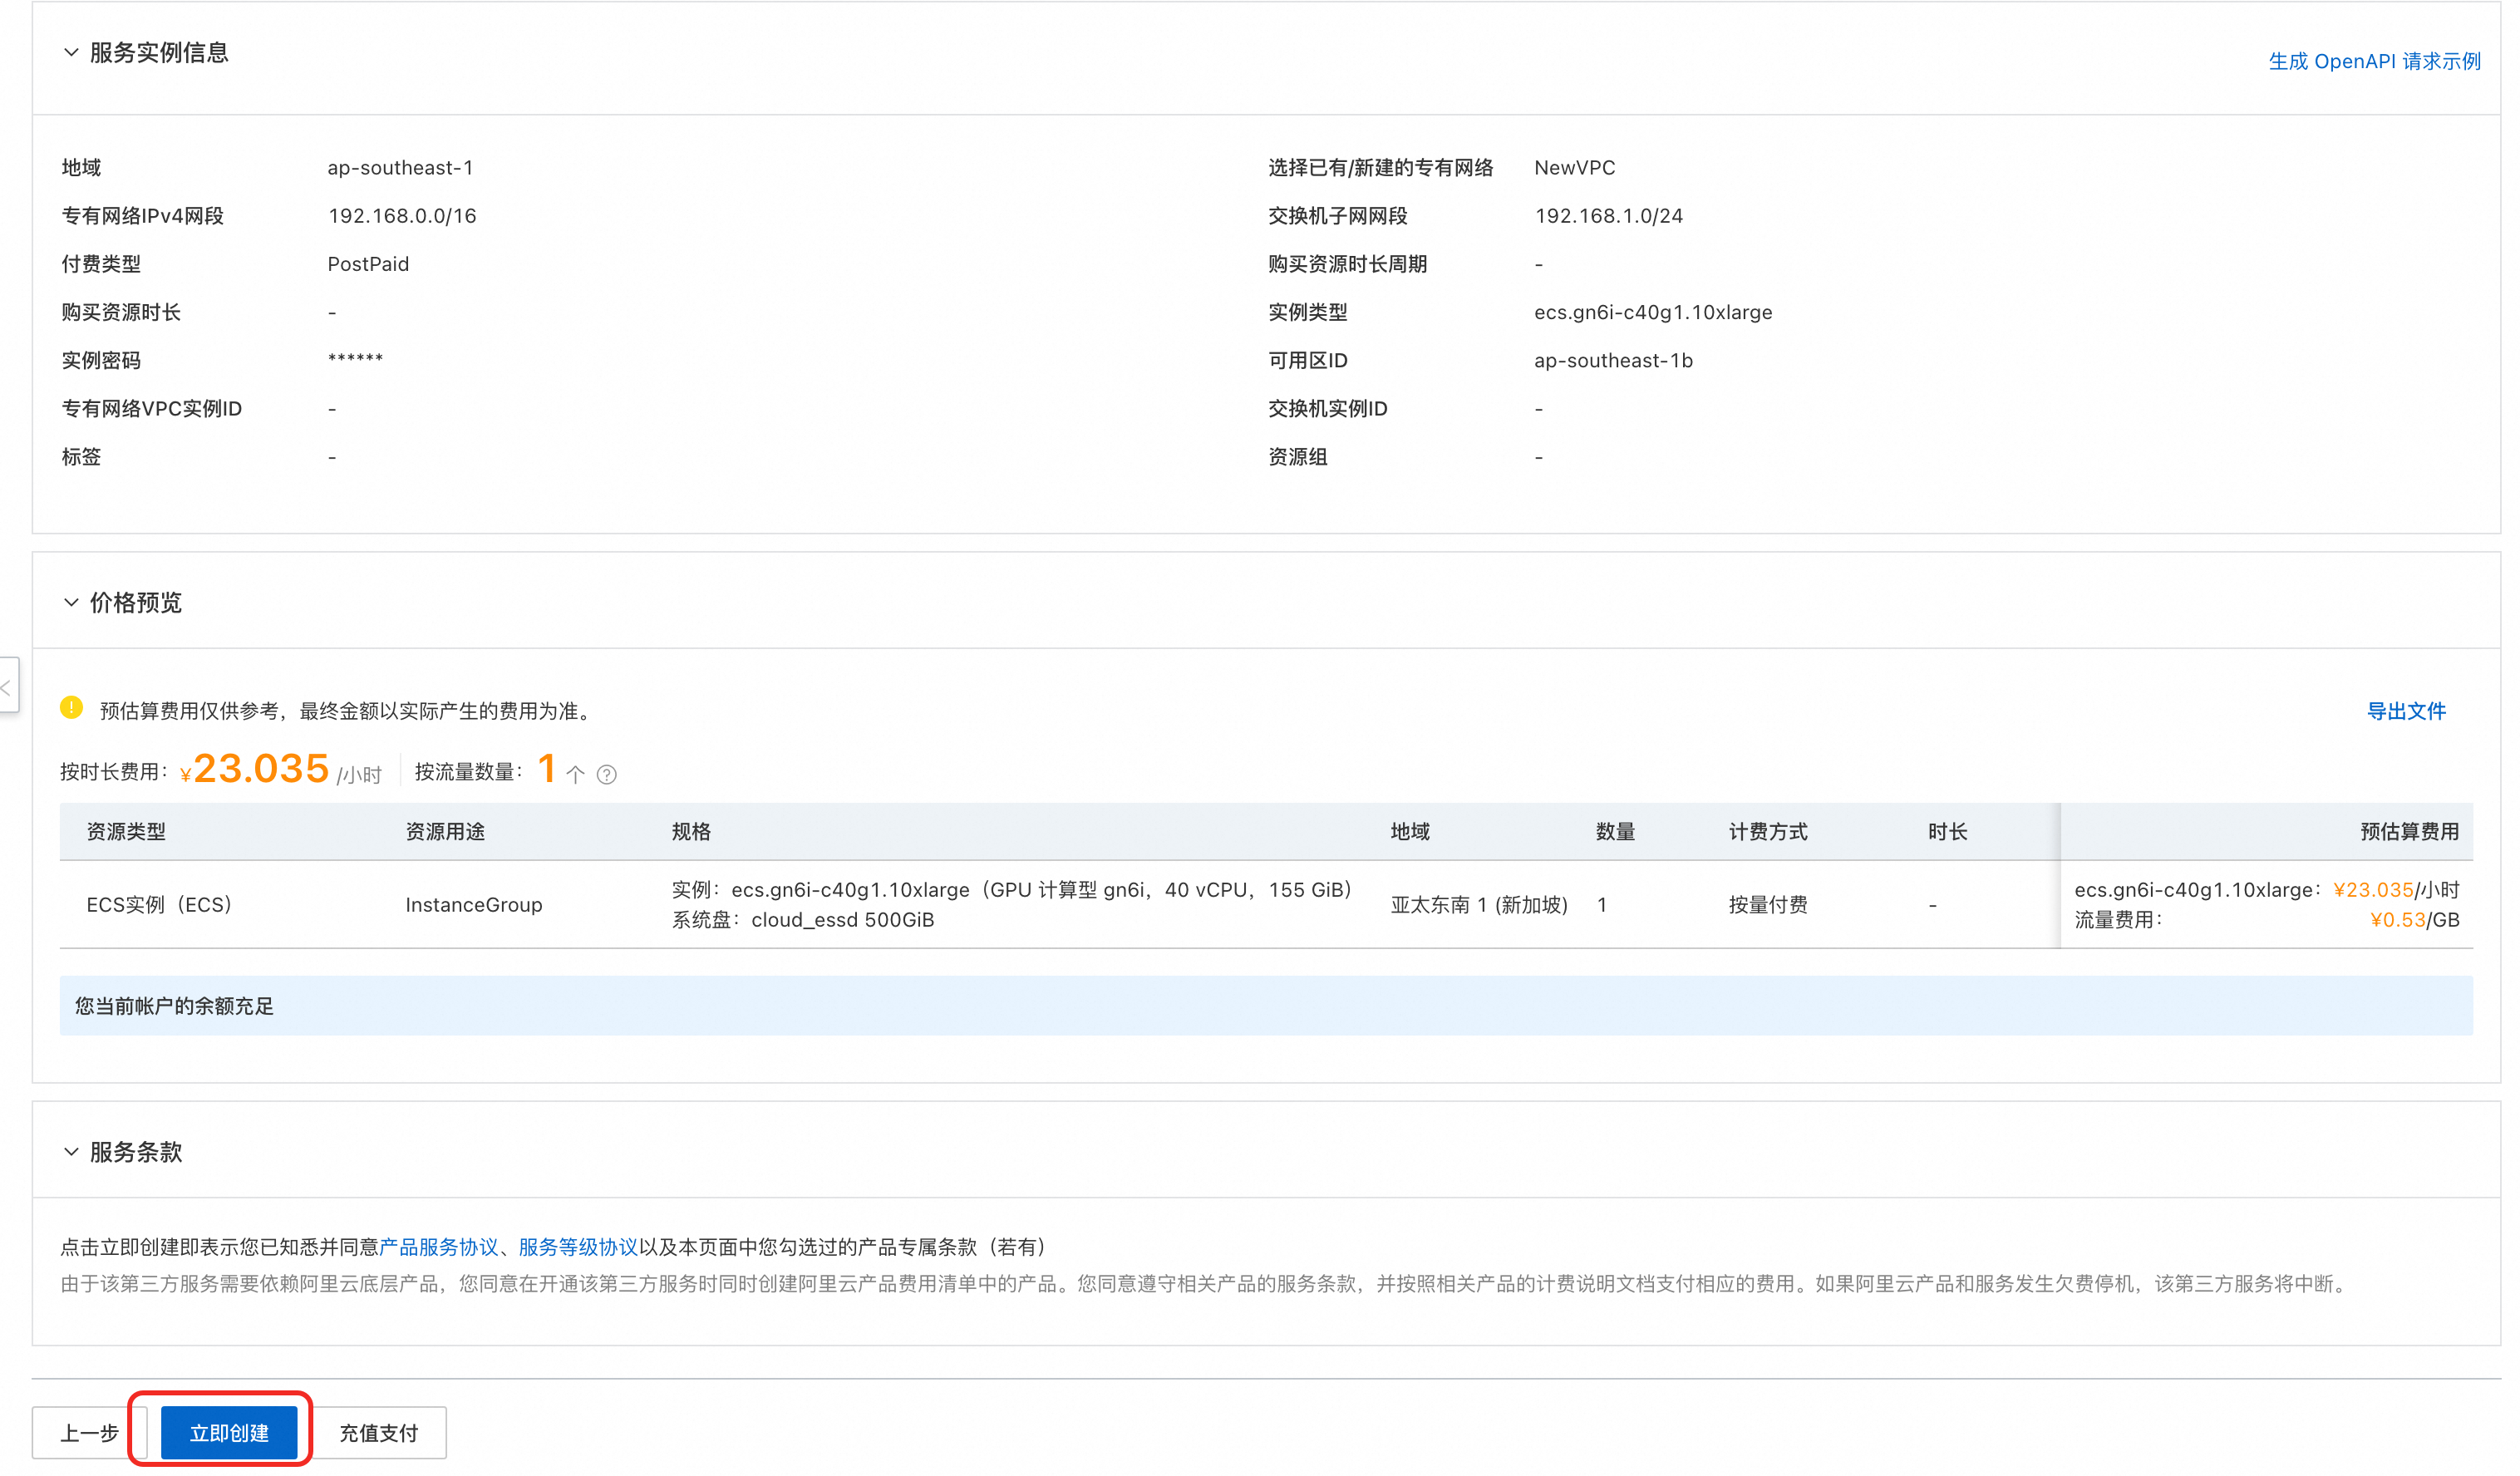 服务实例信息
生成 OpenAPI 请求示例
地域 ap-southeast-1 选择已有/新建的专有网络 NewVPC
专有网络IPv4网段 192.168.0.0/16 交换机子网网段 192.168.1.0/24
付费类型 PostPaid 购买资源时长周期 -
购买资源时长 - 实例类型 ecs.gn6i-c40g1.10xlarge
实例密码 ****** 可用区ID ap-southeast-1b
专有网络VPC实例ID - 交换机实例ID -
标签 - 资源组 -
价格预览
! 预估算费用仅供参考，最终金额以实际产生的费用为准。 导出文件
按时长费用： ¥23.035 /小时 按流量数量： 1 个 ?
资源类型 资源用途 规格 地域 数量 计费方式 时长 预估算费用
ECS实例（ECS） InstanceGroup 实例：ecs.gn6i-c40g1.10xlarge（GPU 计算型 gn6i，40 vCPU，155 GiB） 亚太东南 1 (新加坡) 1 按量付费 - ecs.gn6i-c40g1.10xlarge： ¥23.035/小时
系统盘：cloud_essd 500GiB 流量费用： ¥0.53/GB
您当前帐户的余额充足
服务条款
点击立即创建即表示您已知悉并同意产品服务协议、服务等级协议以及本页面中您勾选过的产品专属条款（若有）
由于该第三方服务需要依赖阿里云底层产品，您同意在开通该第三方服务时同时创建阿里云产品费用清单中的产品。您同意遵守相关产品的服务条款，并按照相关产品的计费说明文档支付相应的费用。如果阿里云产品和服务发生欠费停机，该第三方服务将中断。
上一步 立即创建 充值支付